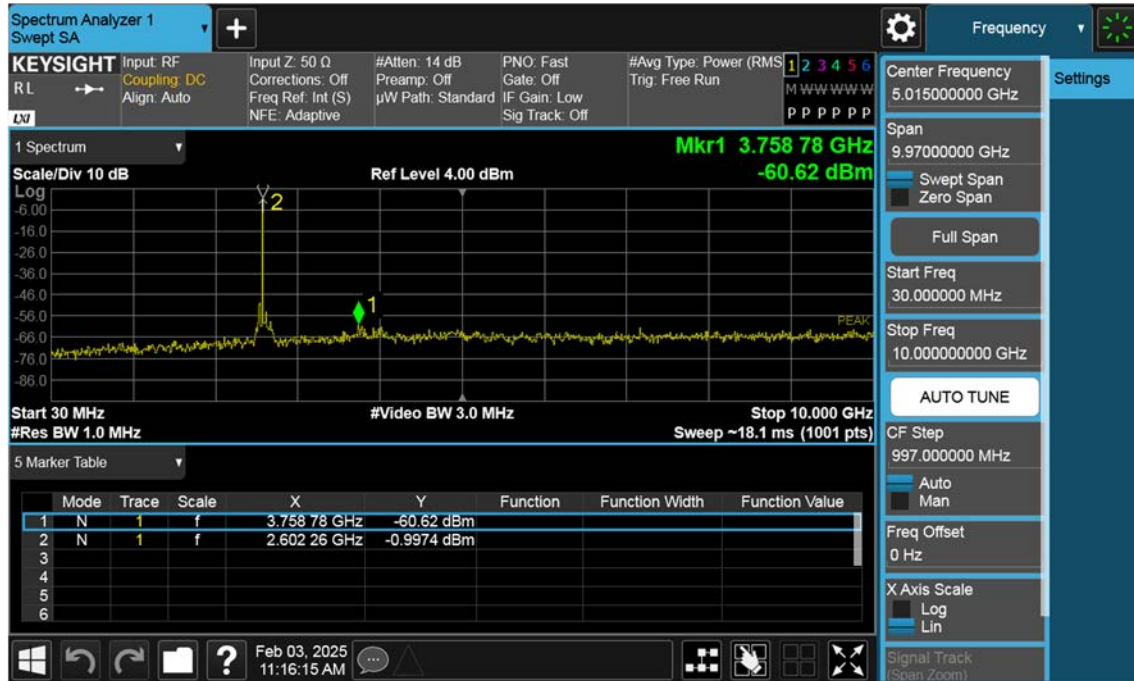 Spectrum Analyzer 1
Swept SA
Frequency
KEYSIGHT
RL
LXI
Input: RF
Coupling: DC
Align: Auto
Input Z: 50 Ω
Corrections: Off
Freq Ref: Int (S)
NFE: Adaptive
#Atten: 14 dB
Preamp: Off
µW Path: Standard
PNO: Fast
Gate: Off
IF Gain: Low
Sig Track: Off
#Avg Type: Power (RMS
Trig: Free Run
1 2 3 4 5 6
M W W W W W
P P P P P P
1 Spectrum
Mkr1 3.758 78 GHz
-60.62 dBm
Scale/Div 10 dB
Ref Level 4.00 dBm
Log
-6.00
-16.0
-26.0
-36.0
-46.0
-56.0
-66.0
-76.0
-86.0
2
1
PEAK
Start 30 MHz
#Video BW 3.0 MHz
Stop 10.000 GHz
#Res BW 1.0 MHz
Sweep ~18.1 ms (1001 pts)
5 Marker Table
Mode Trace Scale X Y Function Function Width Function Value
1 N 1 f 3.758 78 GHz -60.62 dBm
2 N 1 f 2.602 26 GHz -0.9974 dBm
3
4
5
6
Feb 03, 2025
11:16:15 AM
?
Center Frequency
5.015000000 GHz
Settings
Span
9.97000000 GHz
Swept Span
Zero Span
Full Span
Start Freq
30.000000 MHz
Stop Freq
10.000000000 GHz
AUTO TUNE
CF Step
997.000000 MHz
Auto
Man
Freq Offset
0 Hz
X Axis Scale
Log
Lin
Signal Track
(Span Zoom)